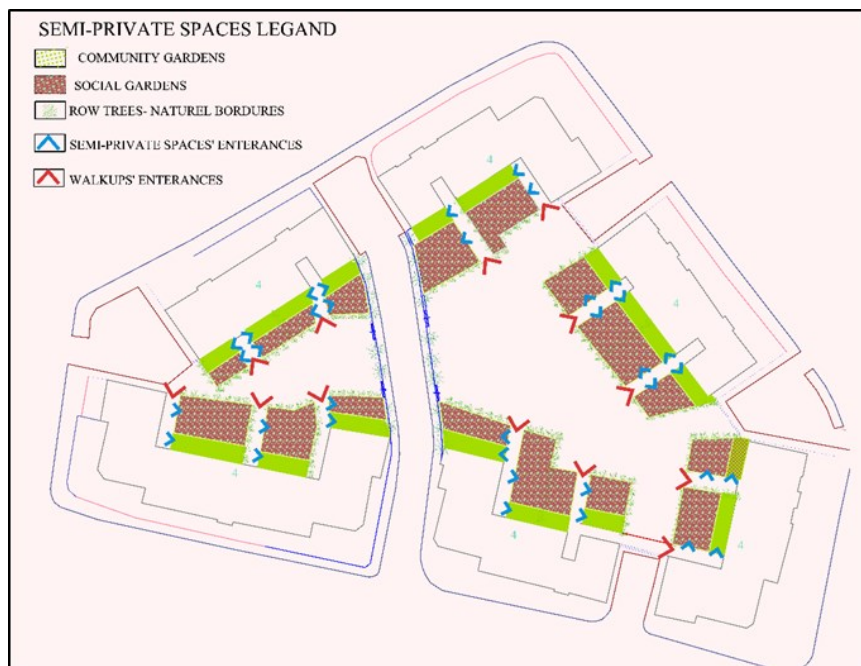 SEMI-PRIVATE SPACES LEGAND
COMMUNITY GARDENS
SOCIAL GARDENS
ROW TREES- NATUREL BORDURES
SEMI-PRIVATE SPACES' ENTERANCES
WALKUPS' ENTERANCES
4
4
4
4
4
4